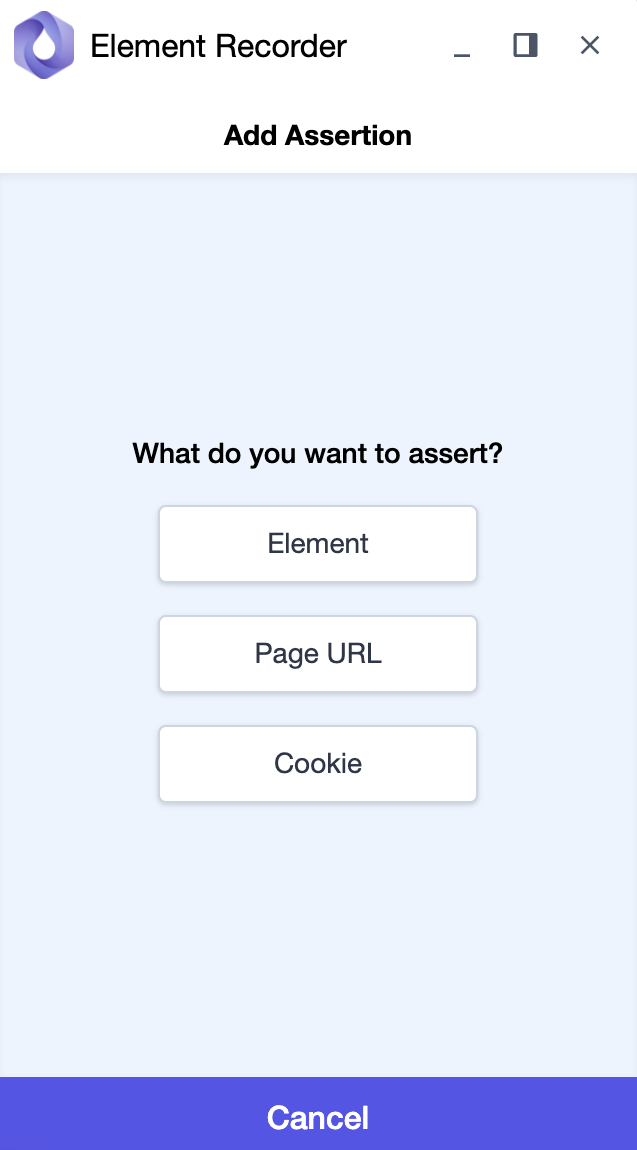 Element Recorder
Add Assertion
What do you want to assert?
Element
Page URL
Cookie
Cancel